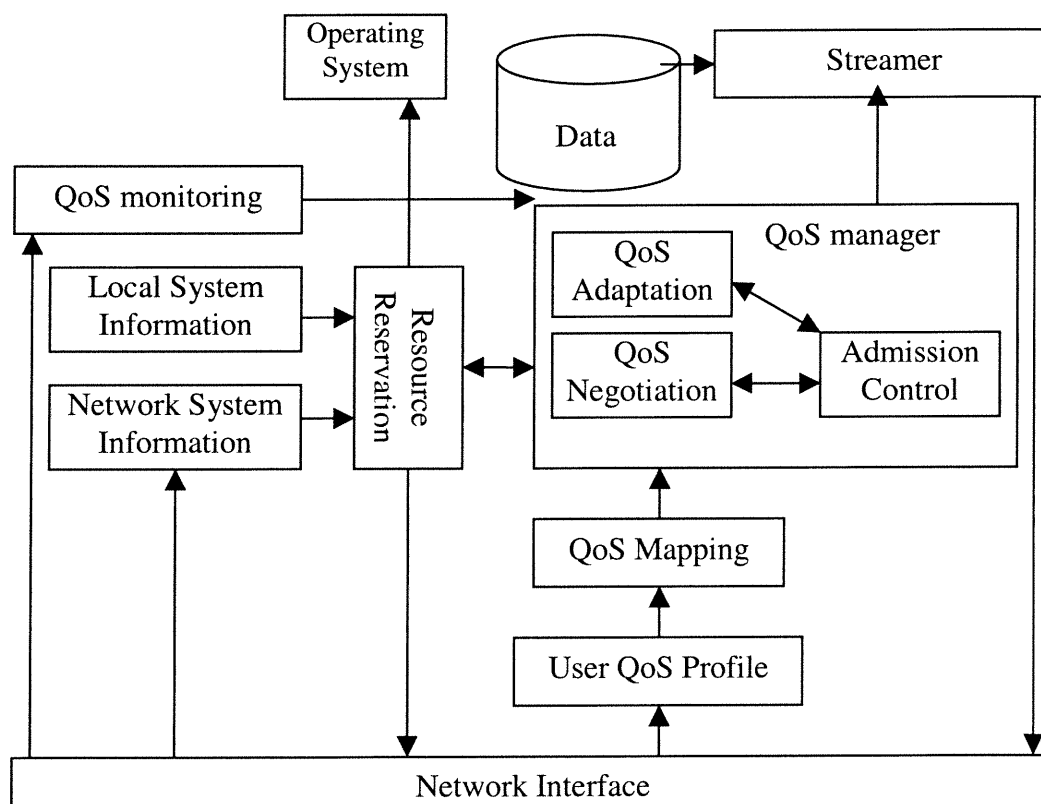 Operating
System
Streamer
Data
QoS monitoring
QoS manager
QoS
Adaptation
Local System
Information
Resource
Reservation
QoS
Negotiation
Admission
Control
Network System
Information
QoS Mapping
User QoS Profile
Network Interface